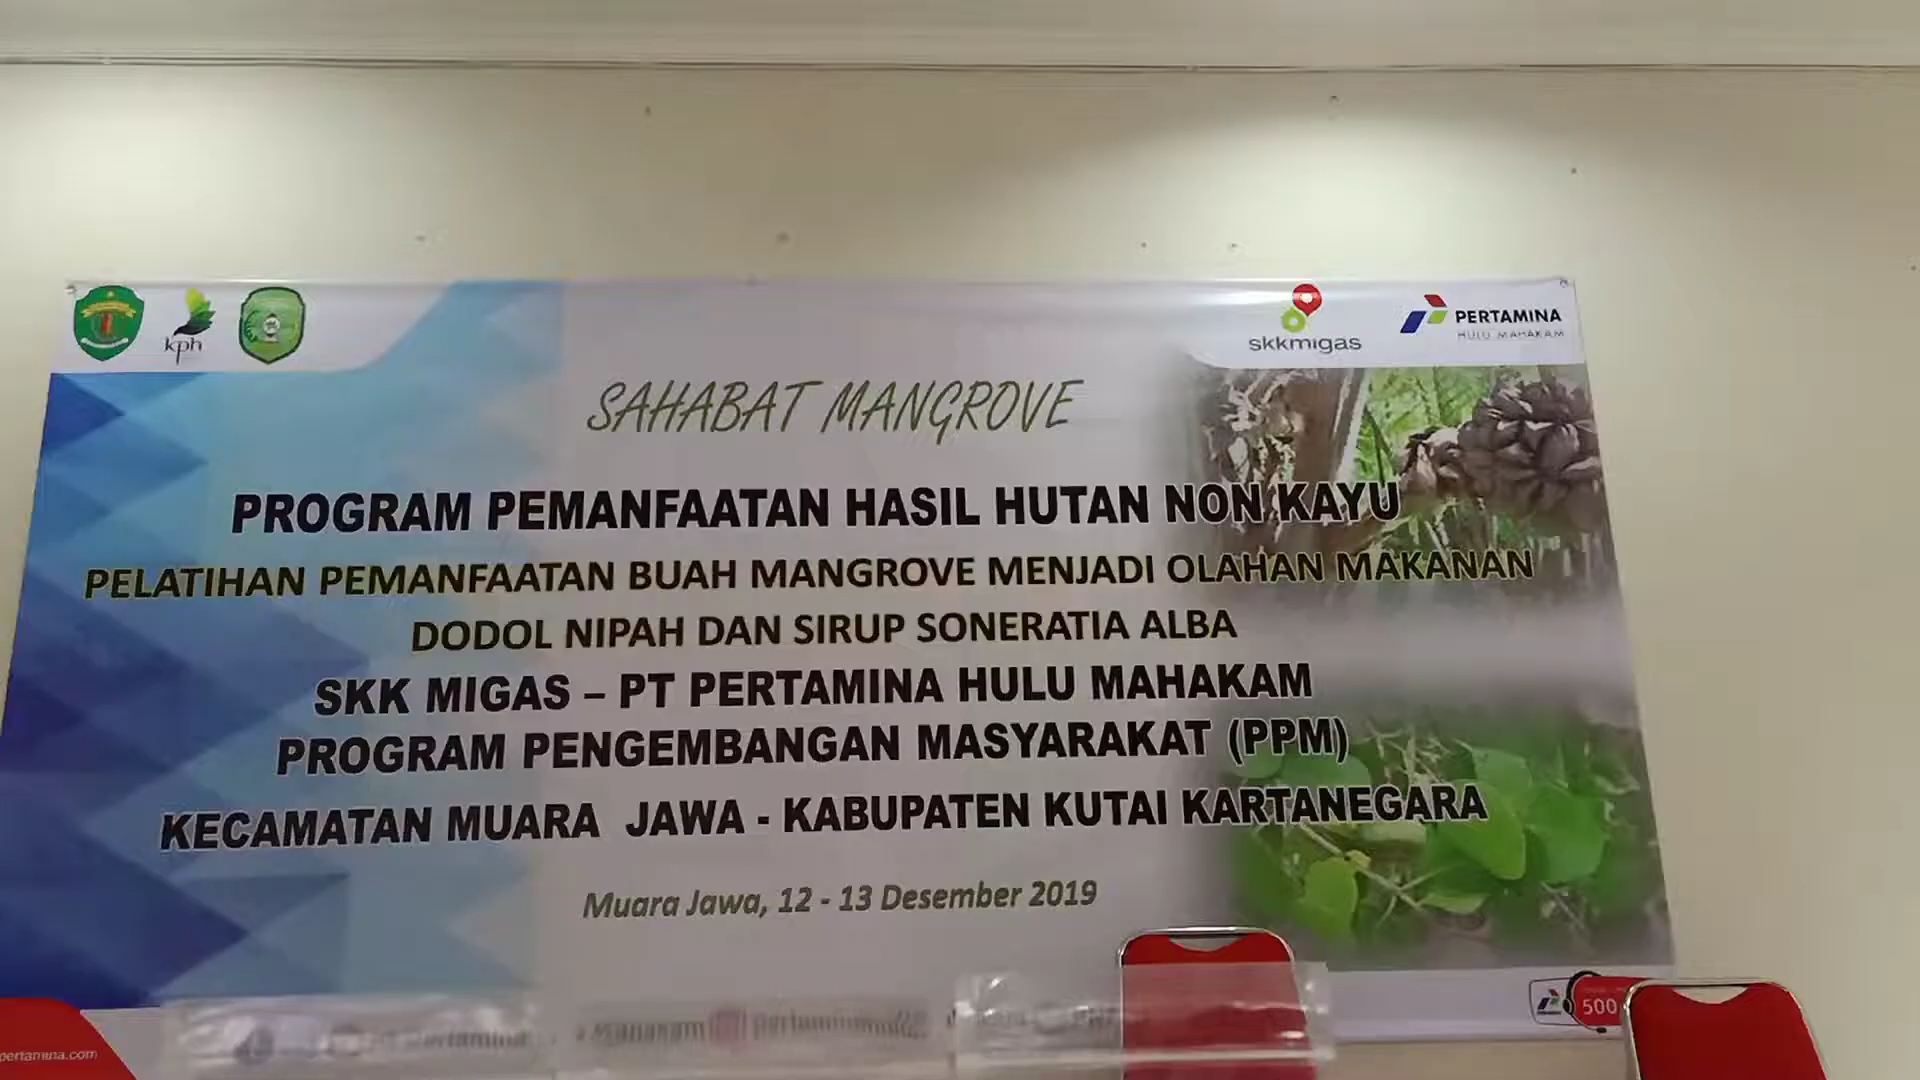 kph
skkmigas
PERTAMINA
HULU MAHAKAM
SAHABAT MANGROVE
PROGRAM PEMANFAATAN HASIL HUTAN NON KAYU
PELATIHAN PEMANFAATAN BUAH MANGROVE MENJADI OLAHAN MAKANAN
DODOL NIPAH DAN SIRUP SONERATIA ALBA
SKK MIGAS – PT PERTAMINA HULU MAHAKAM
PROGRAM PENGEMBANGAN MASYARAKAT (PPM)
KECAMATAN MUARA JAWA - KABUPATEN KUTAI KARTANEGARA
Muara Jawa, 12 - 13 Desember 2019
500
pertamina.com